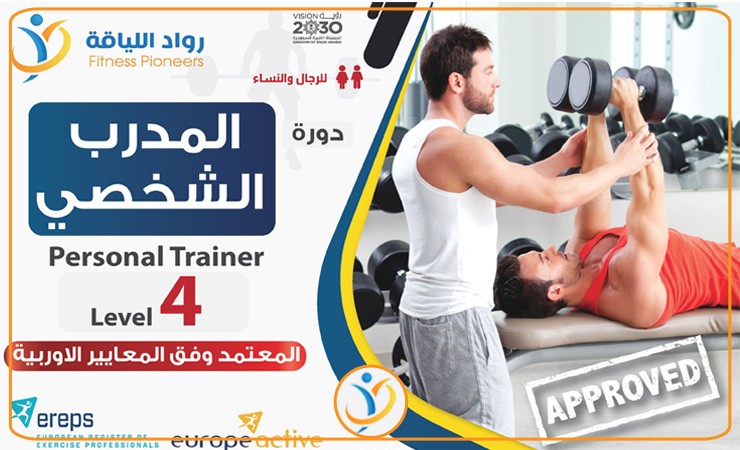 رواد اللياقة
Fitness Pioneers
VISION رؤيـــة
2030
المملكة العربية السعودية
KINGDOM OF SAUDI ARABIA
للرجال والنساء
دورة
المدرب
الشخصي
Personal Trainer
Level 4
المعتمد وفق المعايير الاوربية
ereps
EUROPEAN REGISTER OF
EXERCISE PROFESSIONALS
europe active
APPROVED